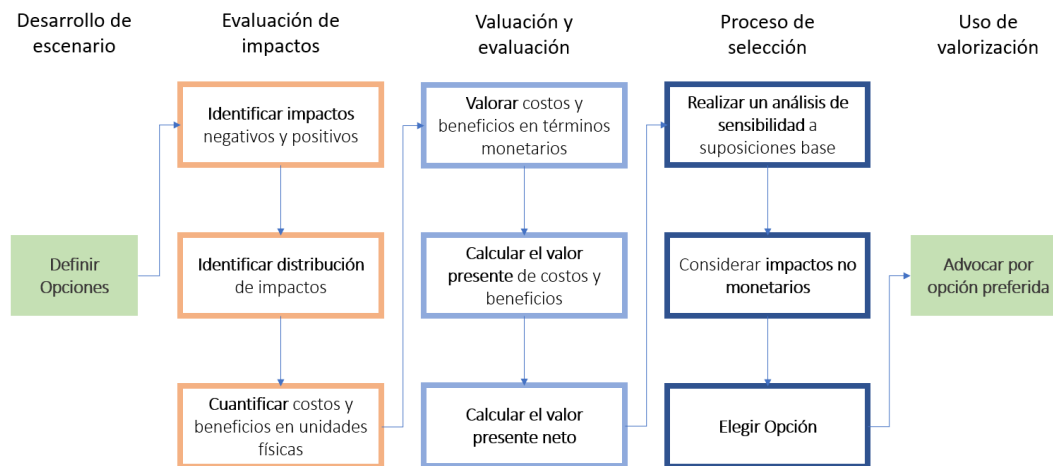 Desarrollo de
escenario
Evaluación de
impactos
Valuación y
evaluación
Proceso de
selección
Uso de
valorización
Definir
Opciones
Identificar impactos
negativos y positivos
Identificar distribución
de impactos
Cuantificar costos y
beneficios en unidades
físicas
Valorar costos y
beneficios en términos
monetarios
Calcular el valor
presente de costos y
beneficios
Calcular el valor
presente neto
Realizar un análisis de
sensibilidad a
suposiciones base
Considerar impactos no
monetarios
Elegir Opción
Advocar por
opción preferida